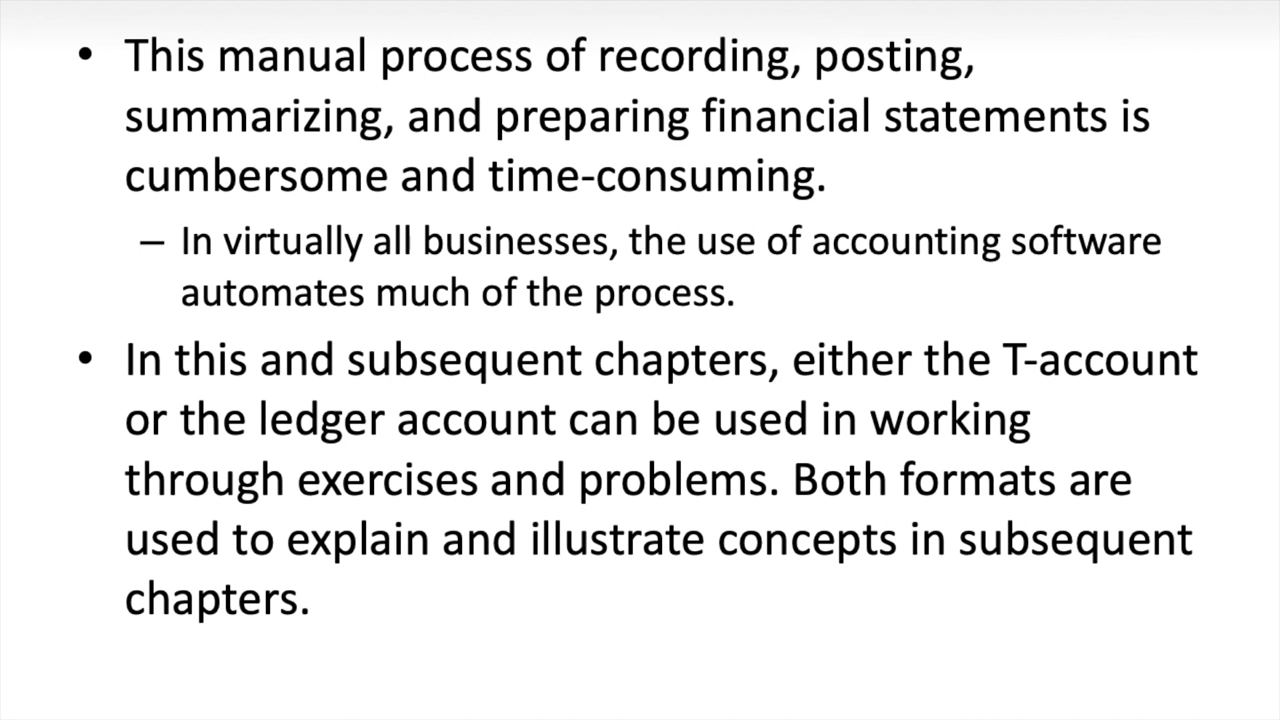 • This manual process of recording, posting,
summarizing, and preparing financial statements is
cumbersome and time-consuming.
– In virtually all businesses, the use of accounting software
automates much of the process.
• In this and subsequent chapters, either the T-account
or the ledger account can be used in working
through exercises and problems. Both formats are
used to explain and illustrate concepts in subsequent
chapters.